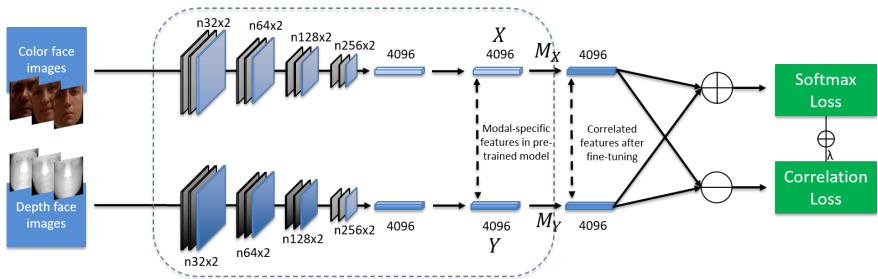 Color face
images
n32x2
n64x2
n128x2
n256x2
4096
X
4096
M_X
4096
Modal-specific
features in pre-
trained model
Correlated
features after
fine-tuning
Softmax
Loss
λ
Correlation
Loss
Depth face
images
n32x2
n64x2
n128x2
n256x2
4096
4096
Y
M_Y
4096